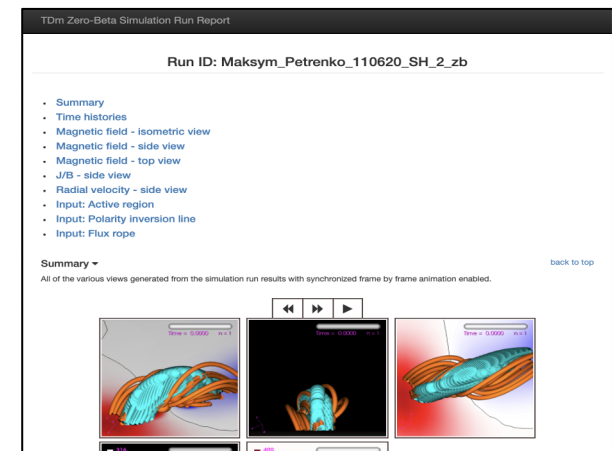 TDm Zero-Beta Simulation Run Report
Run ID: Maksym_Petrenko_110620_SH_2_zb
Summary
Time histories
Magnetic field - isometric view
Magnetic field - side view
Magnetic field - top view
J/B - side view
Radial velocity - side view
Input: Active region
Input: Polarity inversion line
Input: Flux rope
Summary
back to top
All of the various views generated from the simulation run results with synchronized frame by frame animation enabled.
Time = 0.0000 n = 1
Time = 0.0000 n = 1
Time = 0.0000 n = 1